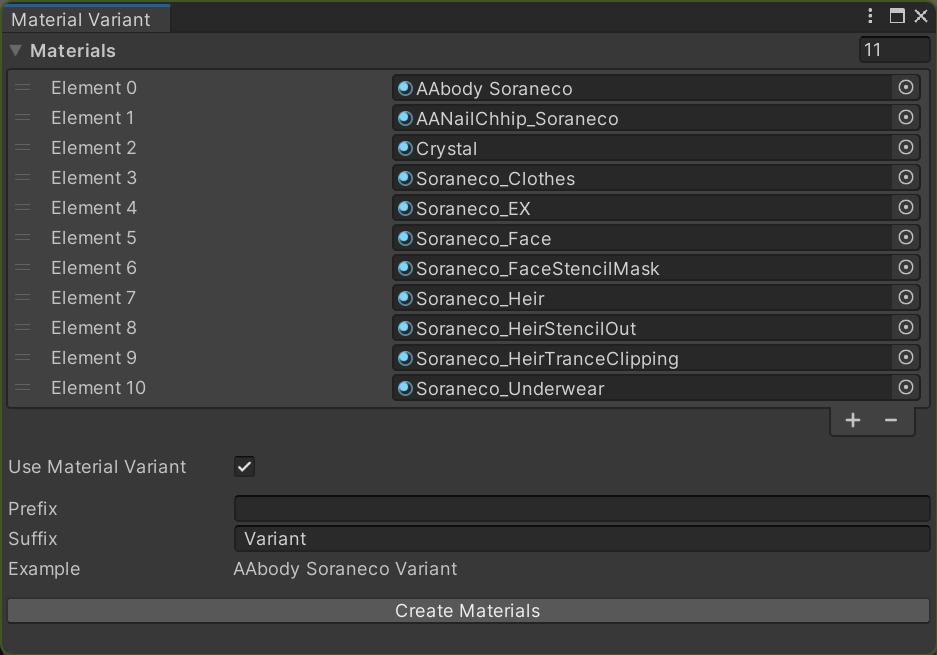 Material Variant
Materials 11
Element 0 AAbody Soraneco
Element 1 AANailChhip_Soraneco
Element 2 Crystal
Element 3 Soraneco_Clothes
Element 4 Soraneco_EX
Element 5 Soraneco_Face
Element 6 Soraneco_FaceStencilMask
Element 7 Soraneco_Heir
Element 8 Soraneco_HeirStencilOut
Element 9 Soraneco_HeirTranceClipping
Element 10 Soraneco_Underwear
Use Material Variant
Prefix
Suffix Variant
Example AAbody Soraneco Variant
Create Materials